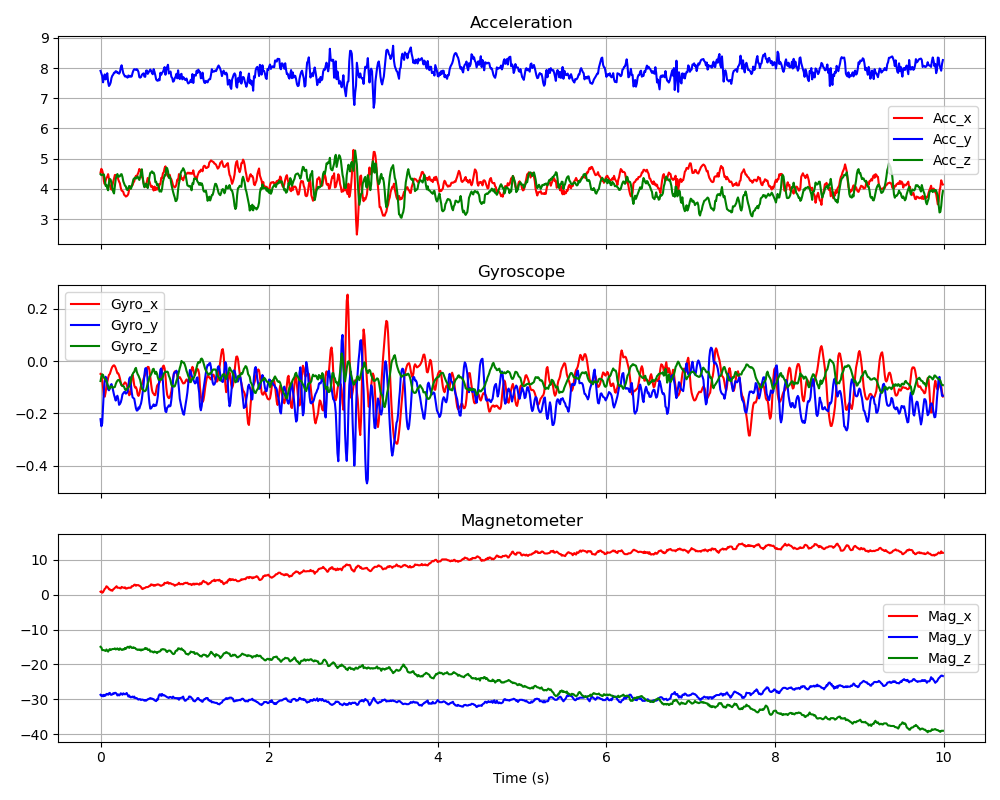 Acceleration
9
8
7
6
5
4
3
Acc_x
Acc_y
Acc_z
Gyroscope
0.2
0.0
−0.2
−0.4
Gyro_x
Gyro_y
Gyro_z
Magnetometer
10
0
−10
−20
−30
−40
Mag_x
Mag_y
Mag_z
0 2 4 6 8 10
Time (s)